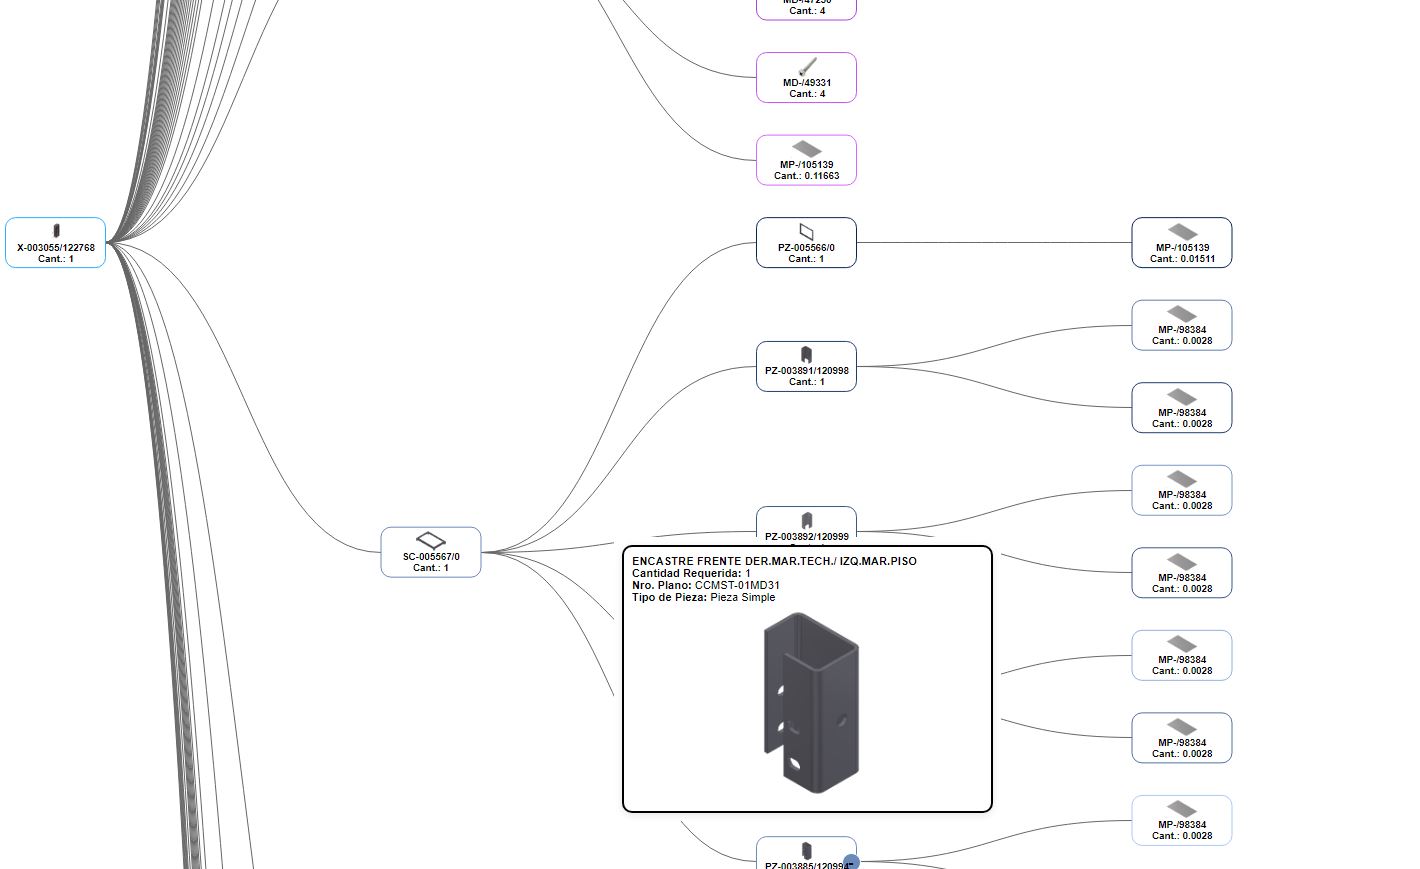 Cant.: 4
MD-/49331
Cant.: 4
MP-/105139
Cant.: 0.11663
X-003055/122768
Cant.: 1
PZ-005566/0
Cant.: 1
MP-/105139
Cant.: 0.01511
MP-/98384
Cant.: 0.0028
PZ-003891/120998
Cant.: 1
MP-/98384
Cant.: 0.0028
MP-/98384
Cant.: 0.0028
PZ-003892/120999
SC-005567/0
Cant.: 1
MP-/98384
Cant.: 0.0028
ENCASTRE FRENTE DER.MAR.TECH./ IZQ.MAR.PISO
Cantidad Requerida: 1
Nro. Plano: CCMST-01MD31
Tipo de Pieza: Pieza Simple
MP-/98384
Cant.: 0.0028
MP-/98384
Cant.: 0.0028
MP-/98384
Cant.: 0.0028
PZ-003885/120994